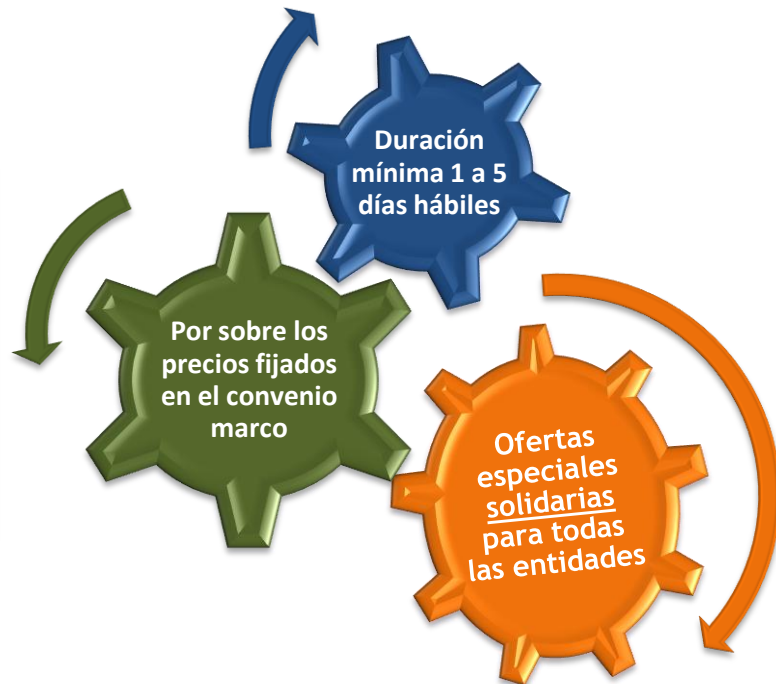 Duración
mínima 1 a 5
días hábiles
Por sobre los
precios fijados
en el convenio
marco
Ofertas
especiales
solidarias
para todas
las entidades